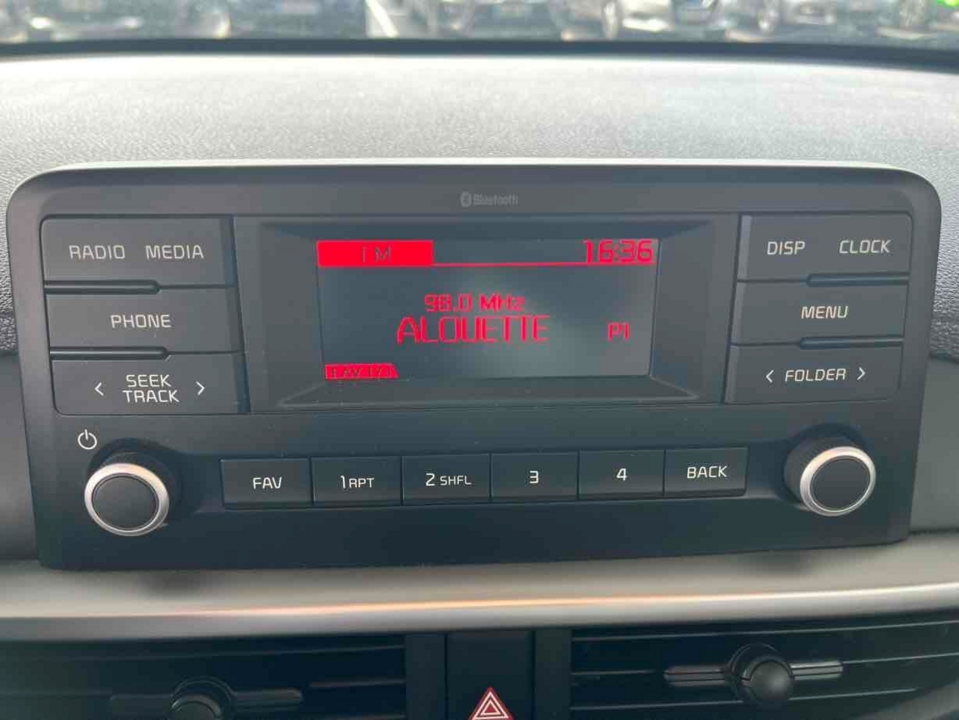 Bluetooth
RADIO MEDIA
FM 16:36
DISP CLOCK
PHONE
98.0 MHz
ALOUETTE P1
MENU
< SEEK TRACK >
< FOLDER >
FAV 1 RPT 2 SHFL 3 4 BACK